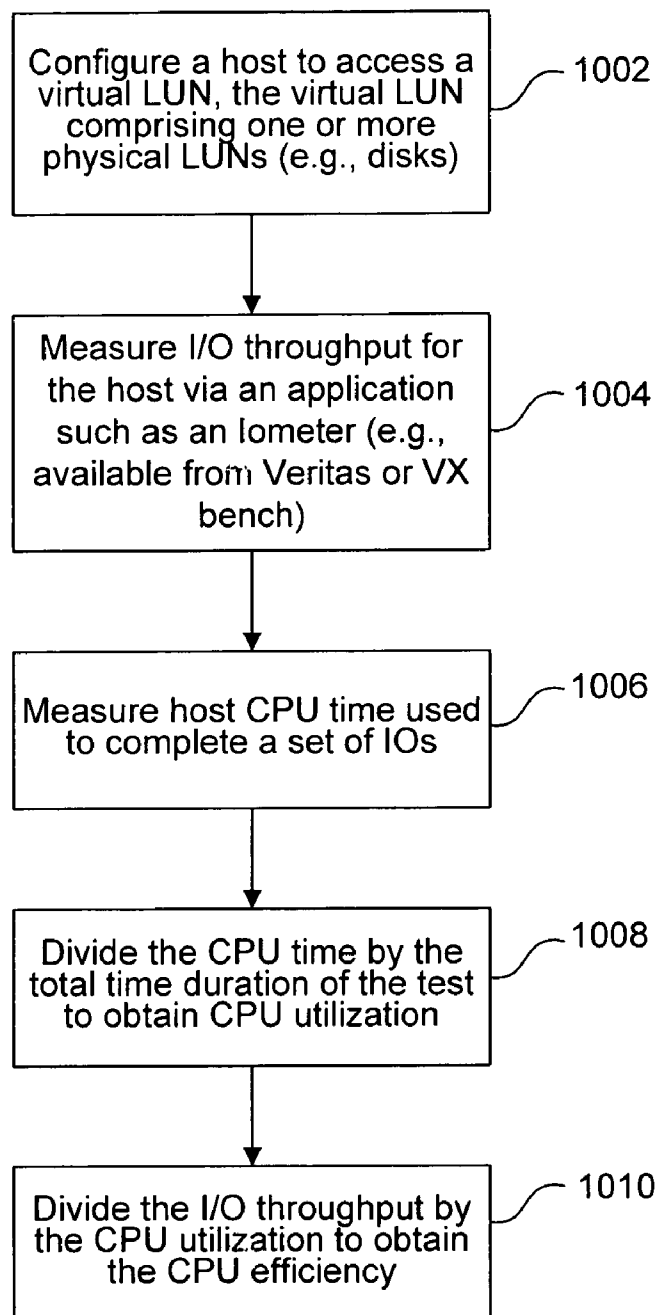 Configure a host to access a
virtual LUN, the virtual LUN
comprising one or more
physical LUNs (e.g., disks)
1002
Measure I/O throughput for
the host via an application
such as an Iometer (e.g.,
available from Veritas or VX
bench)
1004
Measure host CPU time used
to complete a set of IOs
1006
Divide the CPU time by the
total time duration of the test
to obtain CPU utilization
1008
Divide the I/O throughput by
the CPU utilization to obtain
the CPU efficiency
1010